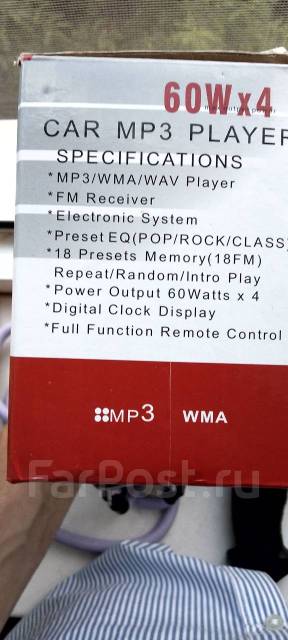 60Wx4
CAR MP3 PLAYER
SPECIFICATIONS
*MP3/WMA/WAV Player
*FM Receiver
*Electronic System
*Preset EQ(POP/ROCK/CLASS)
*18 Presets Memory(18FM)
Repeat/Random/Intro Play
*Power Output 60Watts x 4
*Digital Clock Display
*Full Function Remote Control
MP3 WMA
FarPost.ru